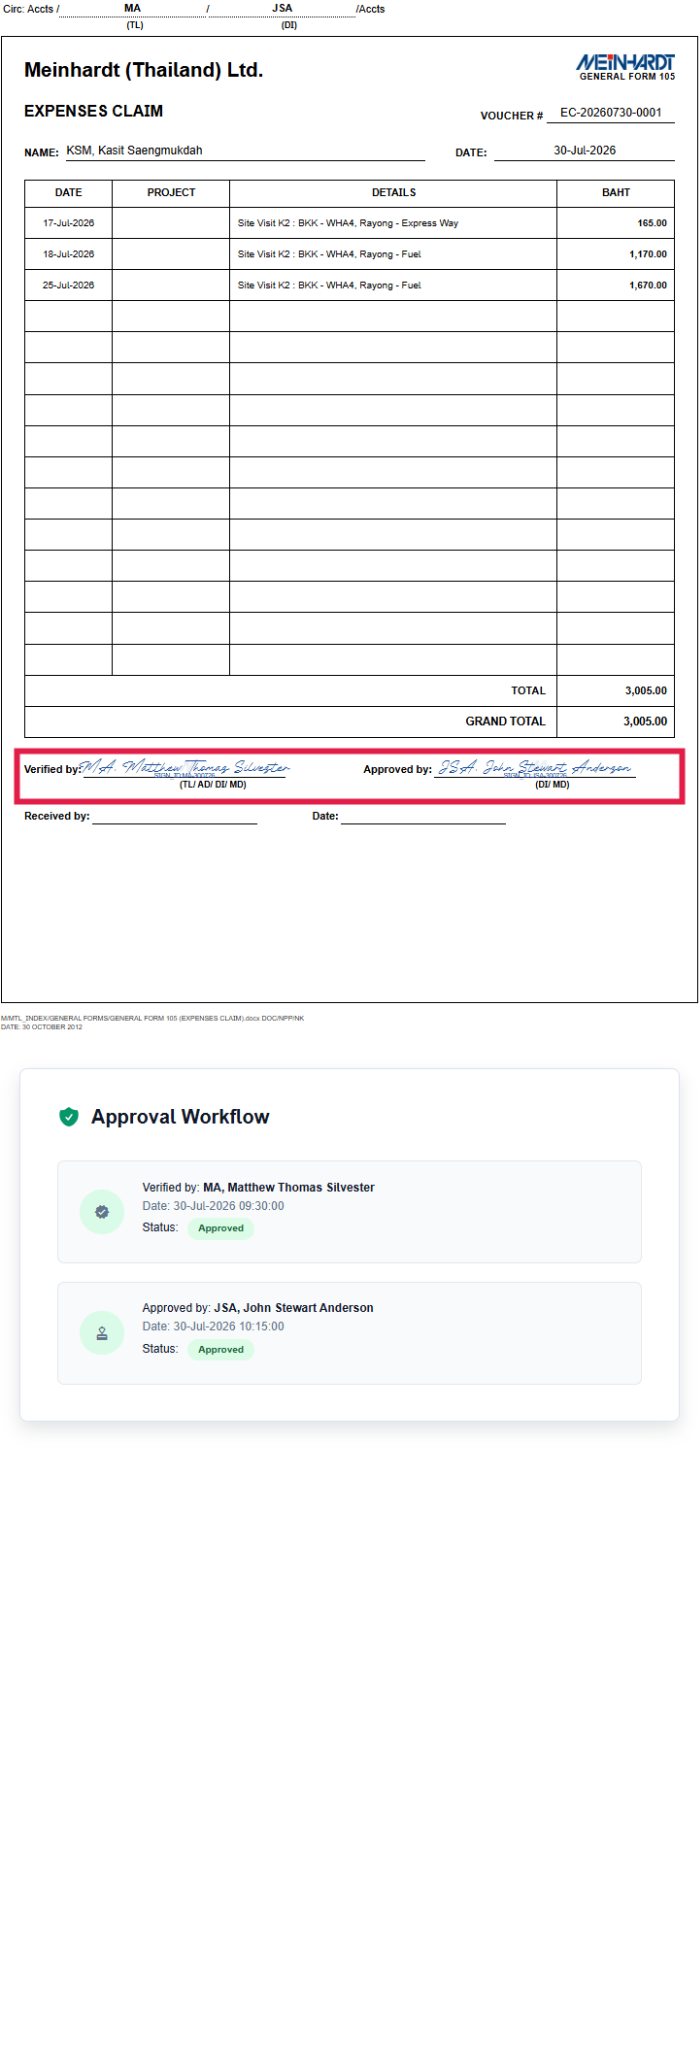 Circ: Accts / MA / JSA /Accts
(TL) (DI)
Meinhardt (Thailand) Ltd.
MEINHARDT
GENERAL FORM 105
EXPENSES CLAIM
VOUCHER # EC-20260730-0001
NAME: KSM, Kasit Saengmukdah DATE: 30-Jul-2026
DATE PROJECT DETAILS BAHT
17-Jul-2026 Site Visit K2 : BKK - WHA4, Rayong - Express Way 165.00
18-Jul-2026 Site Visit K2 : BKK - WHA4, Rayong - Fuel 1,170.00
25-Jul-2026 Site Visit K2 : BKK - WHA4, Rayong - Fuel 1,670.00
TOTAL 3,005.00
GRAND TOTAL 3,005.00
Verified by: MA. Matthew Thomas Silvester Approved by: JSA. John Stewart Anderson
SIGN_ID:MA-300726 SIGN_ID:JSA-300726
(TL/ AD/ DI/ MD) (DI/ MD)
Received by: Date:
M/MTL_INDEX/GENERAL FORMS/GENERAL FORM 105 (EXPENSES CLAIM).docx DOC/NPP/NK
DATE: 30 OCTOBER 2012
Approval Workflow
Verified by: MA, Matthew Thomas Silvester
Date: 30-Jul-2026 09:30:00
Status: Approved
Approved by: JSA, John Stewart Anderson
Date: 30-Jul-2026 10:15:00
Status: Approved